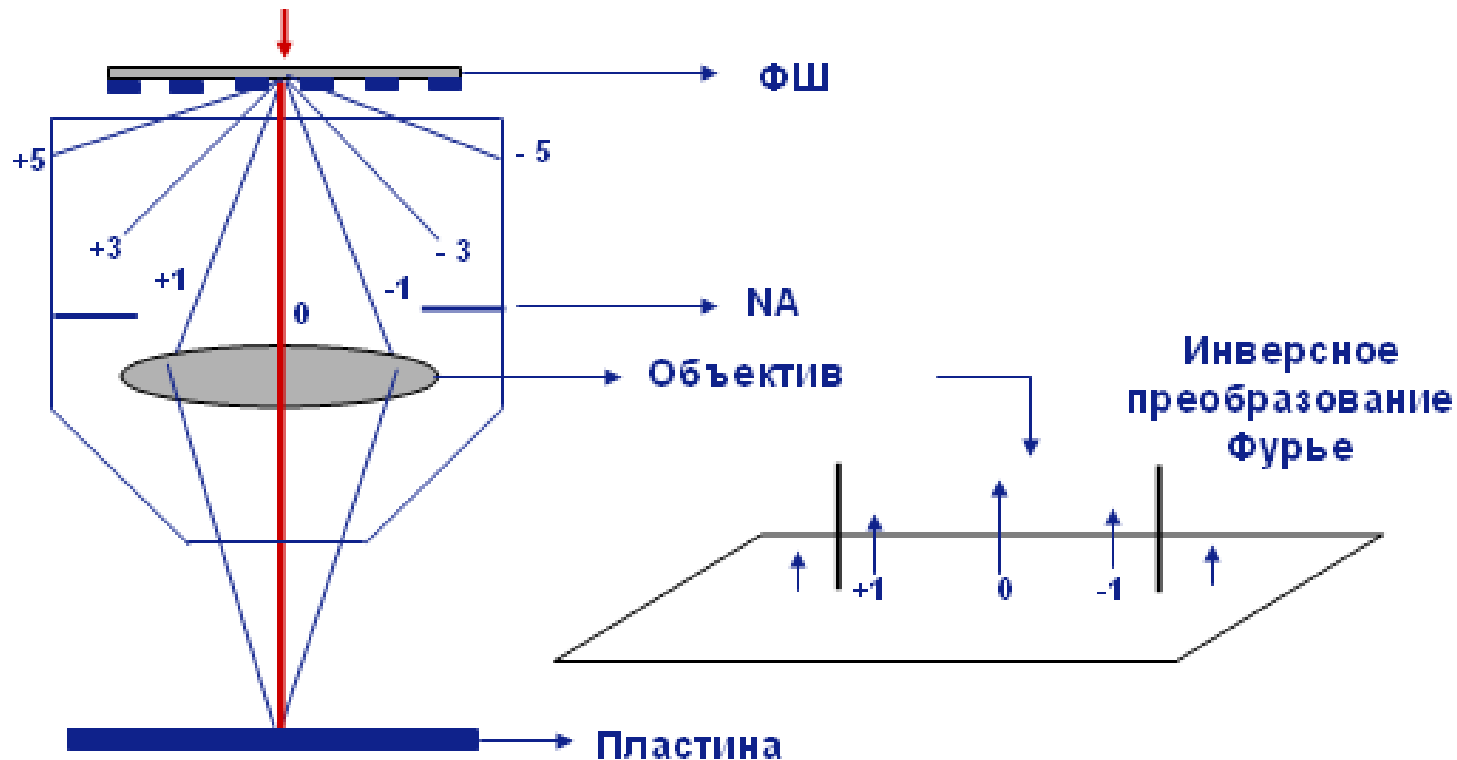 ФШ
+5
- 5
+3
- 3
+1
-1
0
NA
Объектив
Инверсное
преобразование
Фурье
+1
0
-1
Пластина